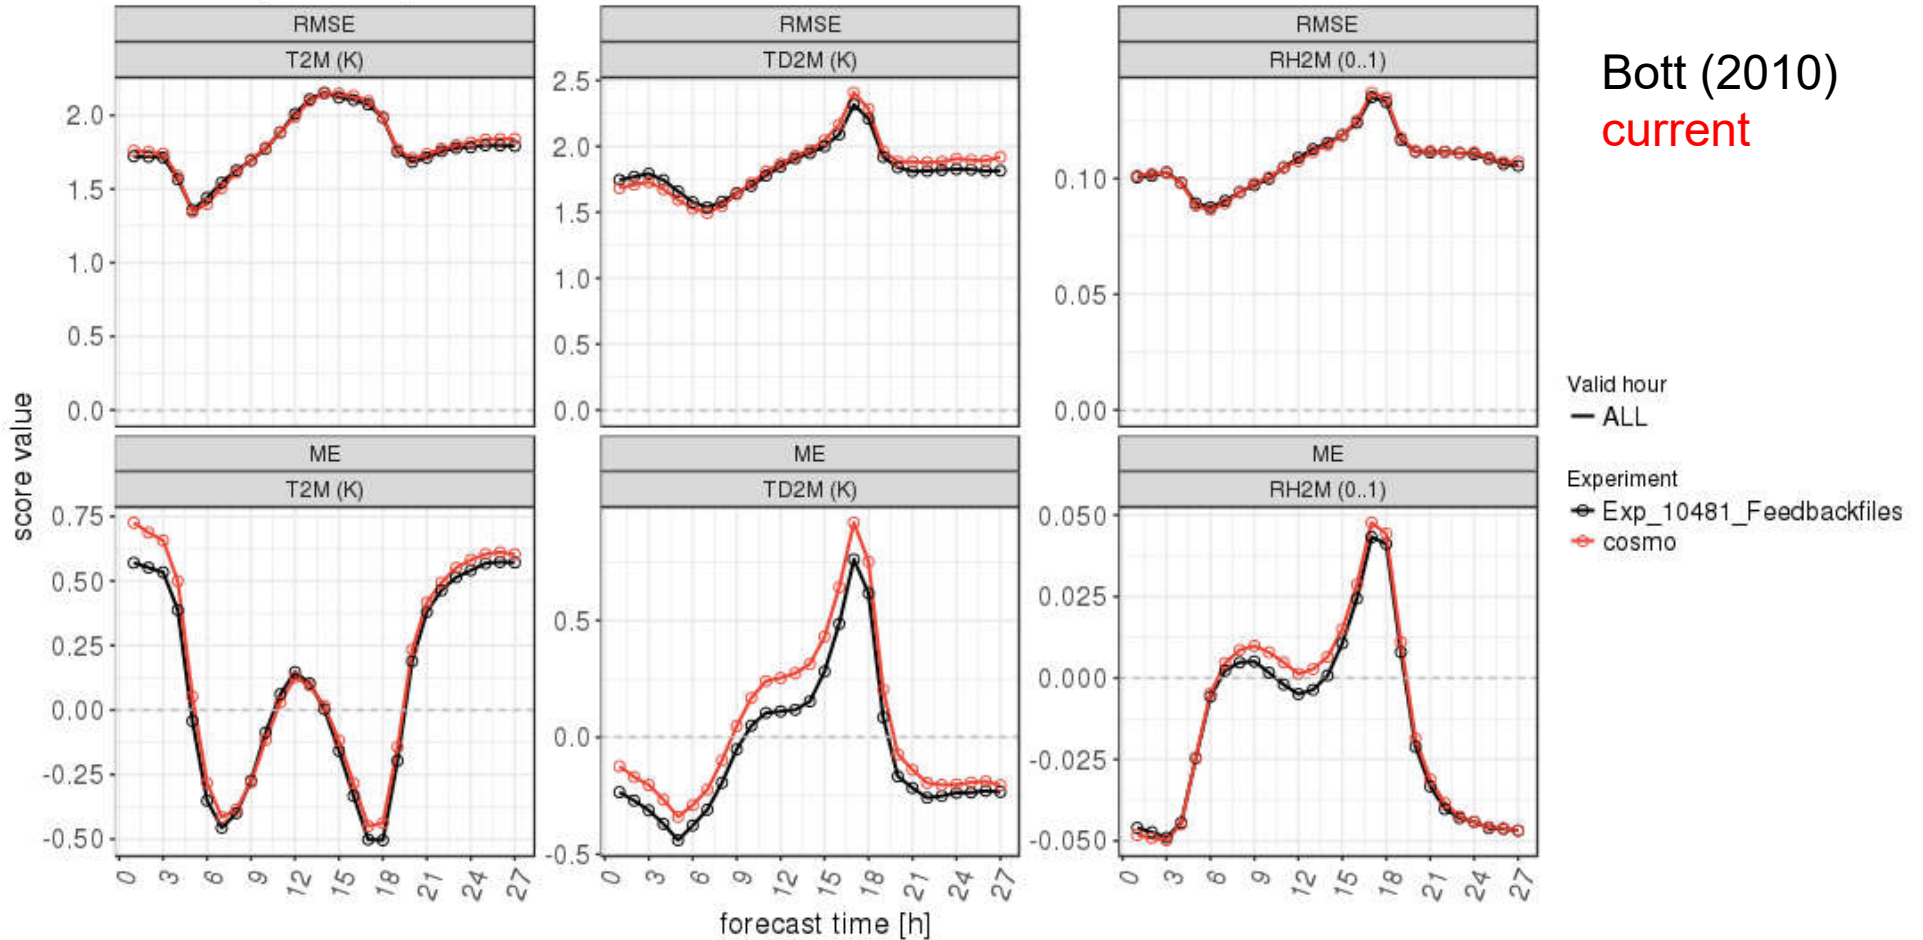 RMSE
T2M (K)
2.0
1.5
1.0
0.5
0.0
RMSE
TD2M (K)
2.5
2.0
1.5
1.0
0.5
0.0
RMSE
RH2M (0..1)
0.10
0.05
0.00
Bott (2010)
current
score value
ME
T2M (K)
0.75
0.50
0.25
0.00
-0.25
-0.50
0 3 6 9 12 15 18 21 24 27
ME
TD2M (K)
0.5
0.0
-0.5
0 3 6 9 12 15 18 21 24 27
ME
RH2M (0..1)
0.050
0.025
0.000
-0.025
-0.050
0 3 6 9 12 15 18 21 24 27
forecast time [h]
Valid hour
ALL
Experiment
Exp_10481_Feedbackfiles
cosmo